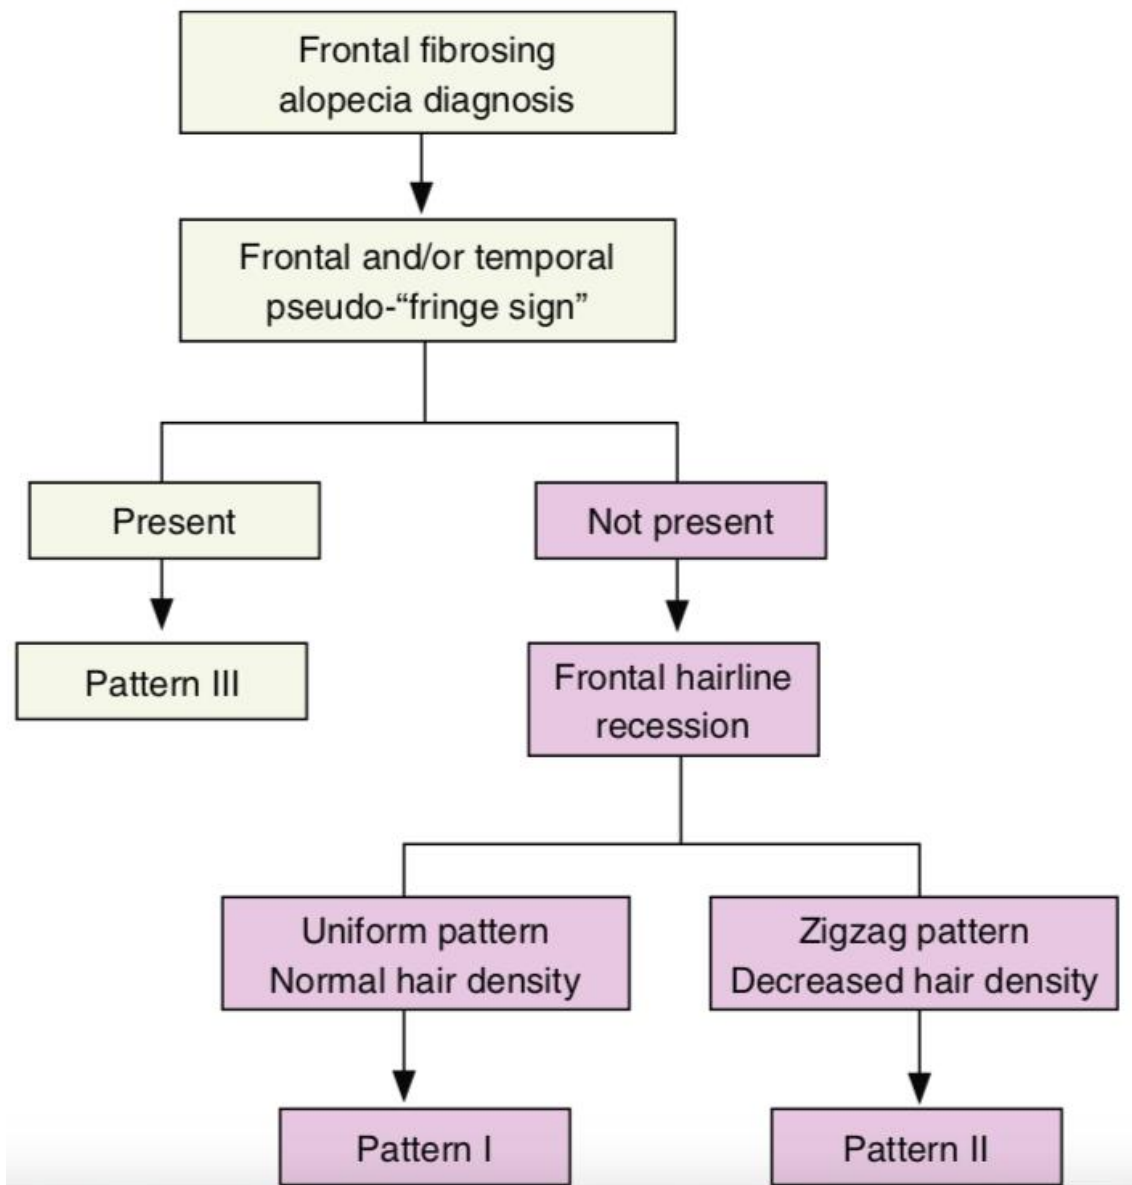 Frontal fibrosing
alopecia diagnosis
Frontal and/or temporal
pseudo-“fringe sign”
Present
Not present
Pattern III
Frontal hairline
recession
Uniform pattern
Normal hair density
Zigzag pattern
Decreased hair density
Pattern I
Pattern II